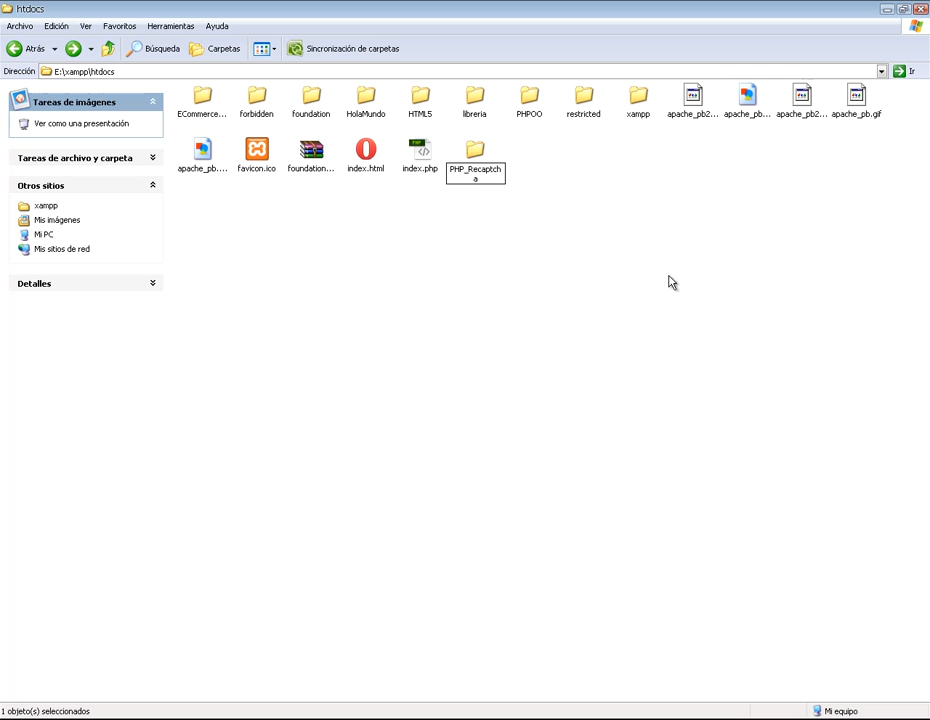 htdocs
Archivo Edición Ver Favoritos Herramientas Ayuda
Atrás Búsqueda Carpetas Sincronización de carpetas
Dirección E:\xampp\htdocs Ir
Tareas de imágenes
Ver como una presentación
Tareas de archivo y carpeta
Otros sitios
xampp
Mis imágenes
Mi PC
Mis sitios de red
Detalles
ECommerce... forbidden foundation HolaMundo HTML5 libreria PHPOO restricted xampp apache_pb2... apache_pb... apache_pb2... apache_pb.gif
apache_pb.... favicon.ico foundation... index.html index.php PHP_Recaptch
a
1 objeto(s) seleccionados Mi equipo